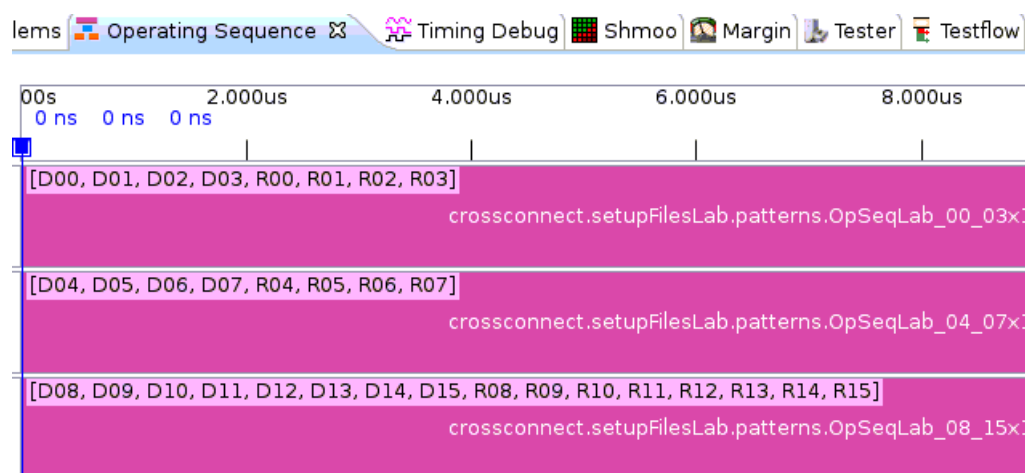 lems Operating Sequence Timing Debug Shmoo Margin Tester Testflow
00s 2.000us 4.000us 6.000us 8.000us
0 ns 0 ns 0 ns
[D00, D01, D02, D03, R00, R01, R02, R03]
crossconnect.setupFilesLab.patterns.OpSeqLab_00_03x1
[D04, D05, D06, D07, R04, R05, R06, R07]
crossconnect.setupFilesLab.patterns.OpSeqLab_04_07x1
[D08, D09, D10, D11, D12, D13, D14, D15, R08, R09, R10, R11, R12, R13, R14, R15]
crossconnect.setupFilesLab.patterns.OpSeqLab_08_15x1